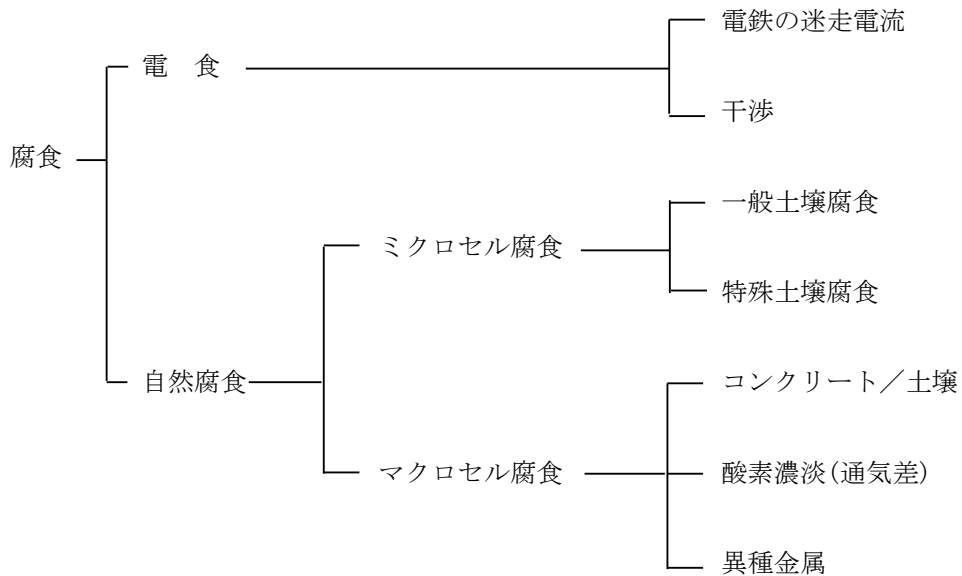 電鉄の迷走電流
電　食
干渉
腐食
一般土壌腐食
ミクロセル腐食
特殊土壌腐食
自然腐食
コンクリート／土壌
マクロセル腐食
酸素濃淡(通気差)
異種金属